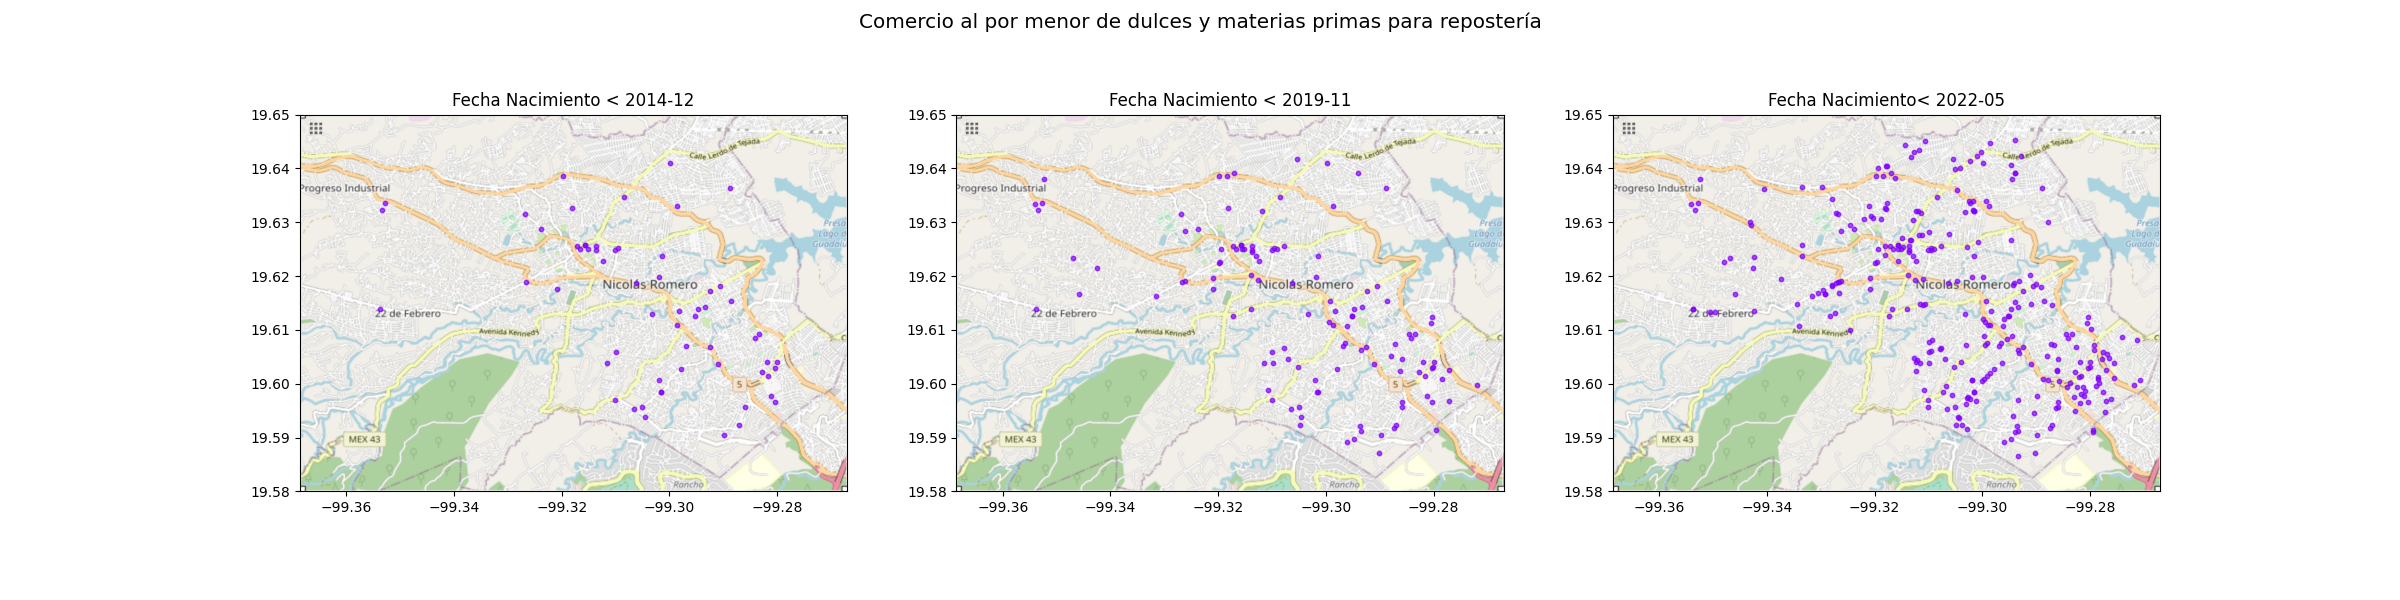 Comercio al por menor de dulces y materias primas para repostería
Fecha Nacimiento < 2014-12
19.65
19.64
19.63
19.62
19.61
19.60
19.59
19.58
Calle Lerdo de Tejada
Progreso Industrial
Presa
Lago d
Guadalu
Nicolás Romero
22 de Febrero
Avenida Kennedy
5
MEX 43
Rancho
−99.36 −99.34 −99.32 −99.30 −99.28
Fecha Nacimiento < 2019-11
19.65
19.64
19.63
19.62
19.61
19.60
19.59
19.58
Calle Lerdo de Tejada
Progreso Industrial
Presa
Lago d
Guadalu
Nicolás Romero
22 de Febrero
Avenida Kennedy
5
MEX 43
Rancho
−99.36 −99.34 −99.32 −99.30 −99.28
Fecha Nacimiento< 2022-05
19.65
19.64
19.63
19.62
19.61
19.60
19.59
19.58
Calle Lerdo de Tejada
Progreso Industrial
Presa
Lago d
Guadalu
Nicolás Romero
22 de Febrero
Avenida Kennedy
5
MEX 43
Rancho
−99.36 −99.34 −99.32 −99.30 −99.28